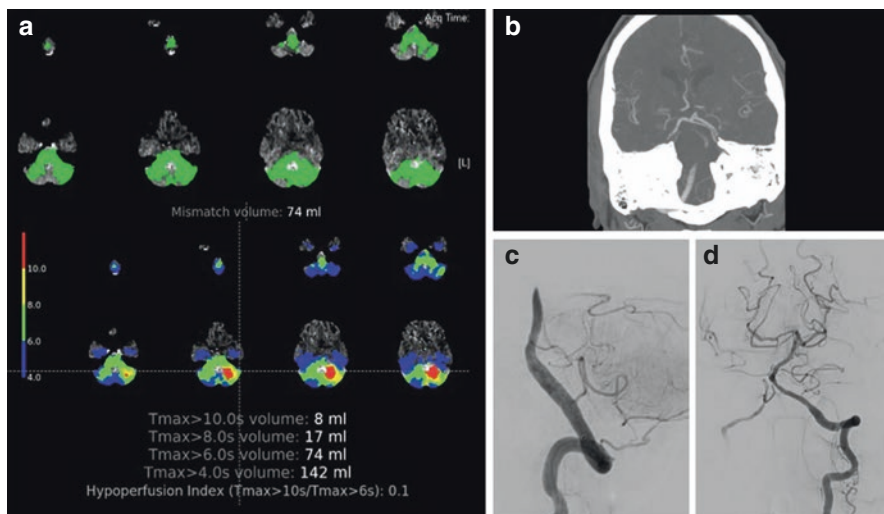 a
Acq Time:
[L]
Mismatch volume: 74 ml
10.0
8.0
6.0
4.0
Tmax>10.0s volume: 8 ml
Tmax>8.0s volume: 17 ml
Tmax>6.0s volume: 74 ml
Tmax>4.0s volume: 142 ml
Hypoperfusion Index (Tmax>10s/Tmax>6s): 0.1
b
c
d